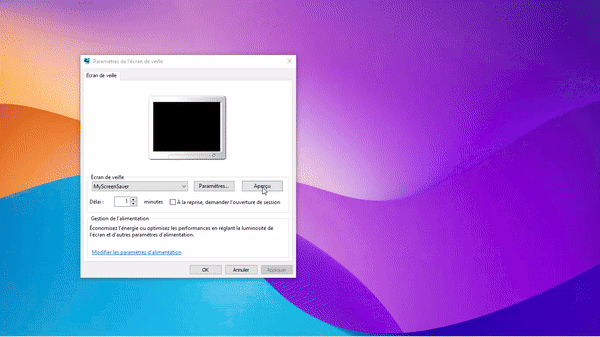 Paramètres de l'écran de veille
Écran de veille
Écran de veille
MyScreenSaver
Paramètres...
Aperçu
Délai :
1
minutes
À la reprise, demander l'ouverture de session
Gestion de l'alimentation
Économisez l'énergie ou optimisez les performances en réglant la luminosité de
l'écran et d'autres paramètres d'alimentation.
Modifier les paramètres d'alimentation
OK
Annuler
Appliquer